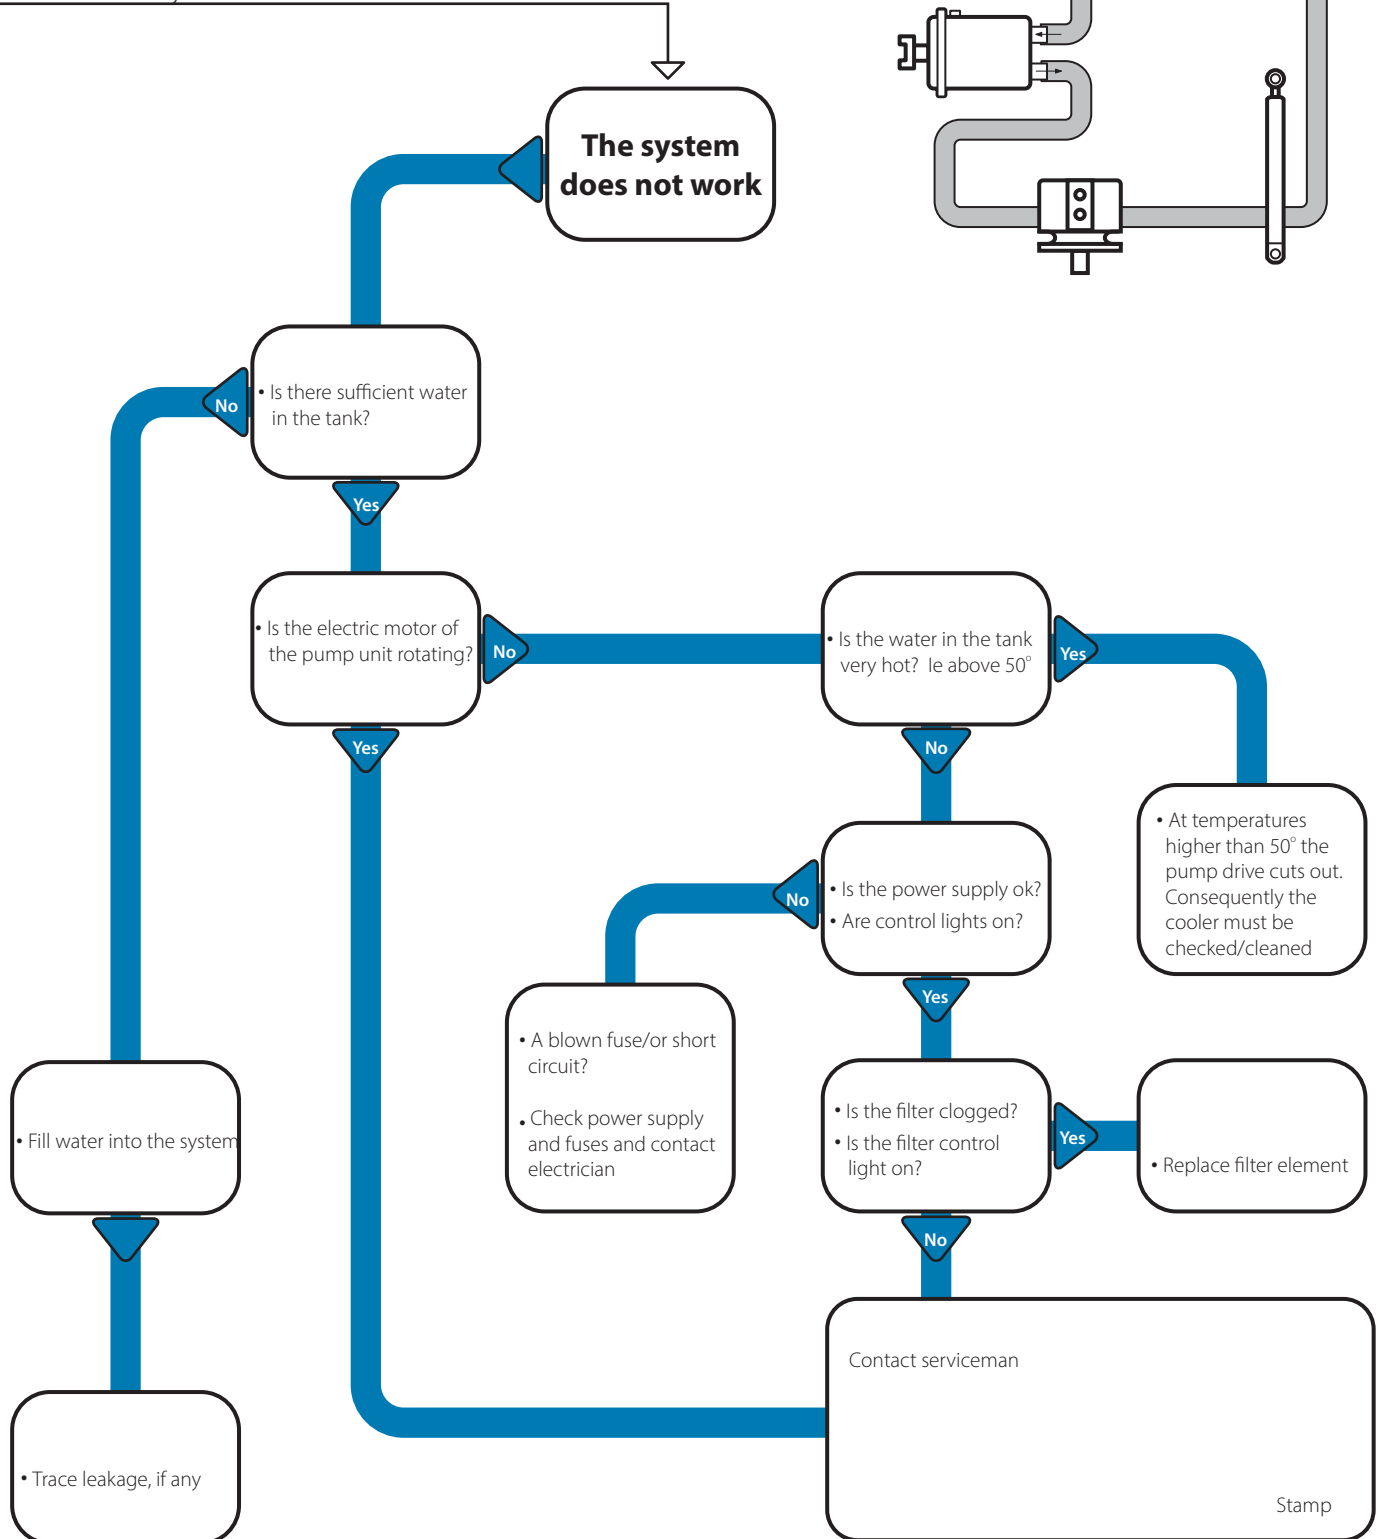 The system
does not work
No
• Is there sufficient water
in the tank?
Yes
• Is the electric motor of
the pump unit rotating?
No
• Is the water in the tank
very hot? Ie above 50°
Yes
Yes
No
• At temperatures
higher than 50° the
pump drive cuts out.
Consequently the
cooler must be
checked/cleaned
No
• Is the power supply ok?
• Are control lights on?
Yes
• A blown fuse/or short
circuit?
• Check power supply
and fuses and contact
electrician
• Is the filter clogged?
• Is the filter control
light on?
Yes
• Replace filter element
• Fill water into the system
No
Contact serviceman
• Trace leakage, if any
Stamp